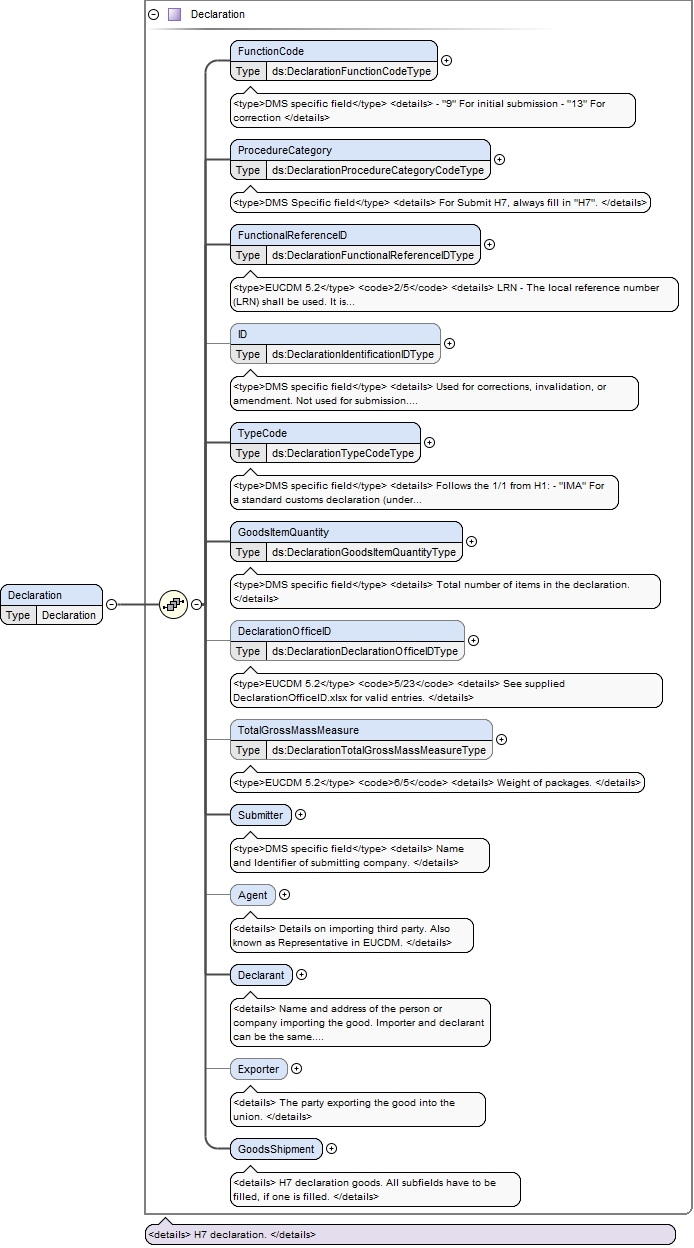 Declaration
FunctionCode
Type ds:DeclarationFunctionCodeType
<type>DMS specific field</type> <details> - "9" For initial submission - "13" For
correction </details>
ProcedureCategory
Type ds:DeclarationProcedureCategoryCodeType
<type>DMS Specific field</type> <details> For Submit H7, always fill in "H7". </details>
FunctionalReferenceID
Type ds:DeclarationFunctionalReferenceIDType
<type>EUCDM 5.2</type> <code>2/5</code> <details> LRN - The local reference number
(LRN) shall be used. It is...
ID
Type ds:DeclarationIdentificationIDType
<type>DMS specific field</type> <details> Used for corrections, invalidation, or
amendment. Not used for submission....
TypeCode
Type ds:DeclarationTypeCodeType
<type>DMS specific field</type> <details> Follows the 1/1 from H1: - "IMA" For
a standard customs declaration (under...
GoodsItemQuantity
Type ds:DeclarationGoodsItemQuantityType
<type>DMS specific field</type> <details> Total number of items in the declaration.
</details>
Declaration
Type Declaration
DeclarationOfficeID
Type ds:DeclarationDeclarationOfficeIDType
<type>EUCDM 5.2</type> <code>5/23</code> <details> See supplied
DeclarationOfficeID.xlsx for valid entries. </details>
TotalGrossMassMeasure
Type ds:DeclarationTotalGrossMassMeasureType
<type>EUCDM 5.2</type> <code>6/5</code> <details> Weight of packages. </details>
Submitter
<type>DMS specific field</type> <details> Name
and Identifier of submitting company. </details>
Agent
<details> Details on importing third party. Also
known as Representative in EUCDM. </details>
Declarant
<details> Name and address of the person or
company importing the good. Importer and declarant
can be the same....
Exporter
<details> The party exporting the good into the
union. </details>
GoodsShipment
<details> H7 declaration goods. All subfields have to be
filled, if one is filled. </details>
<details> H7 declaration. </details>